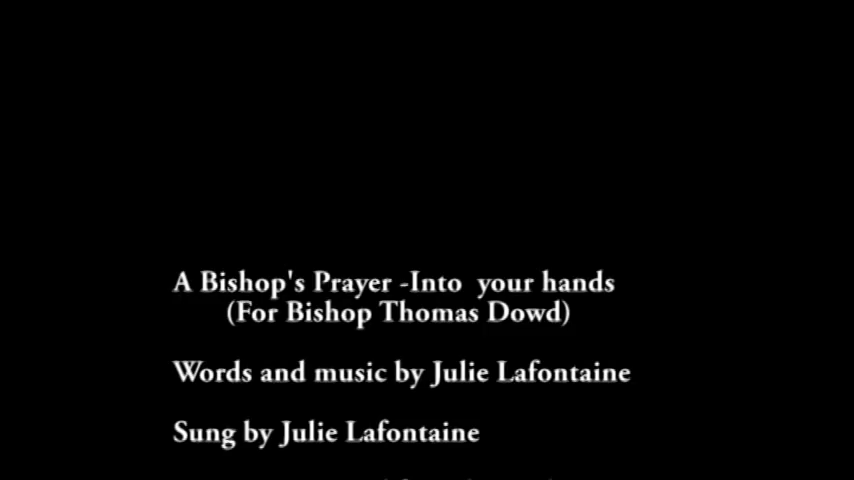 A Bishop's Prayer -Into  your hands
(For Bishop Thomas Dowd)
Words and music by Julie Lafontaine
Sung by Julie Lafontaine